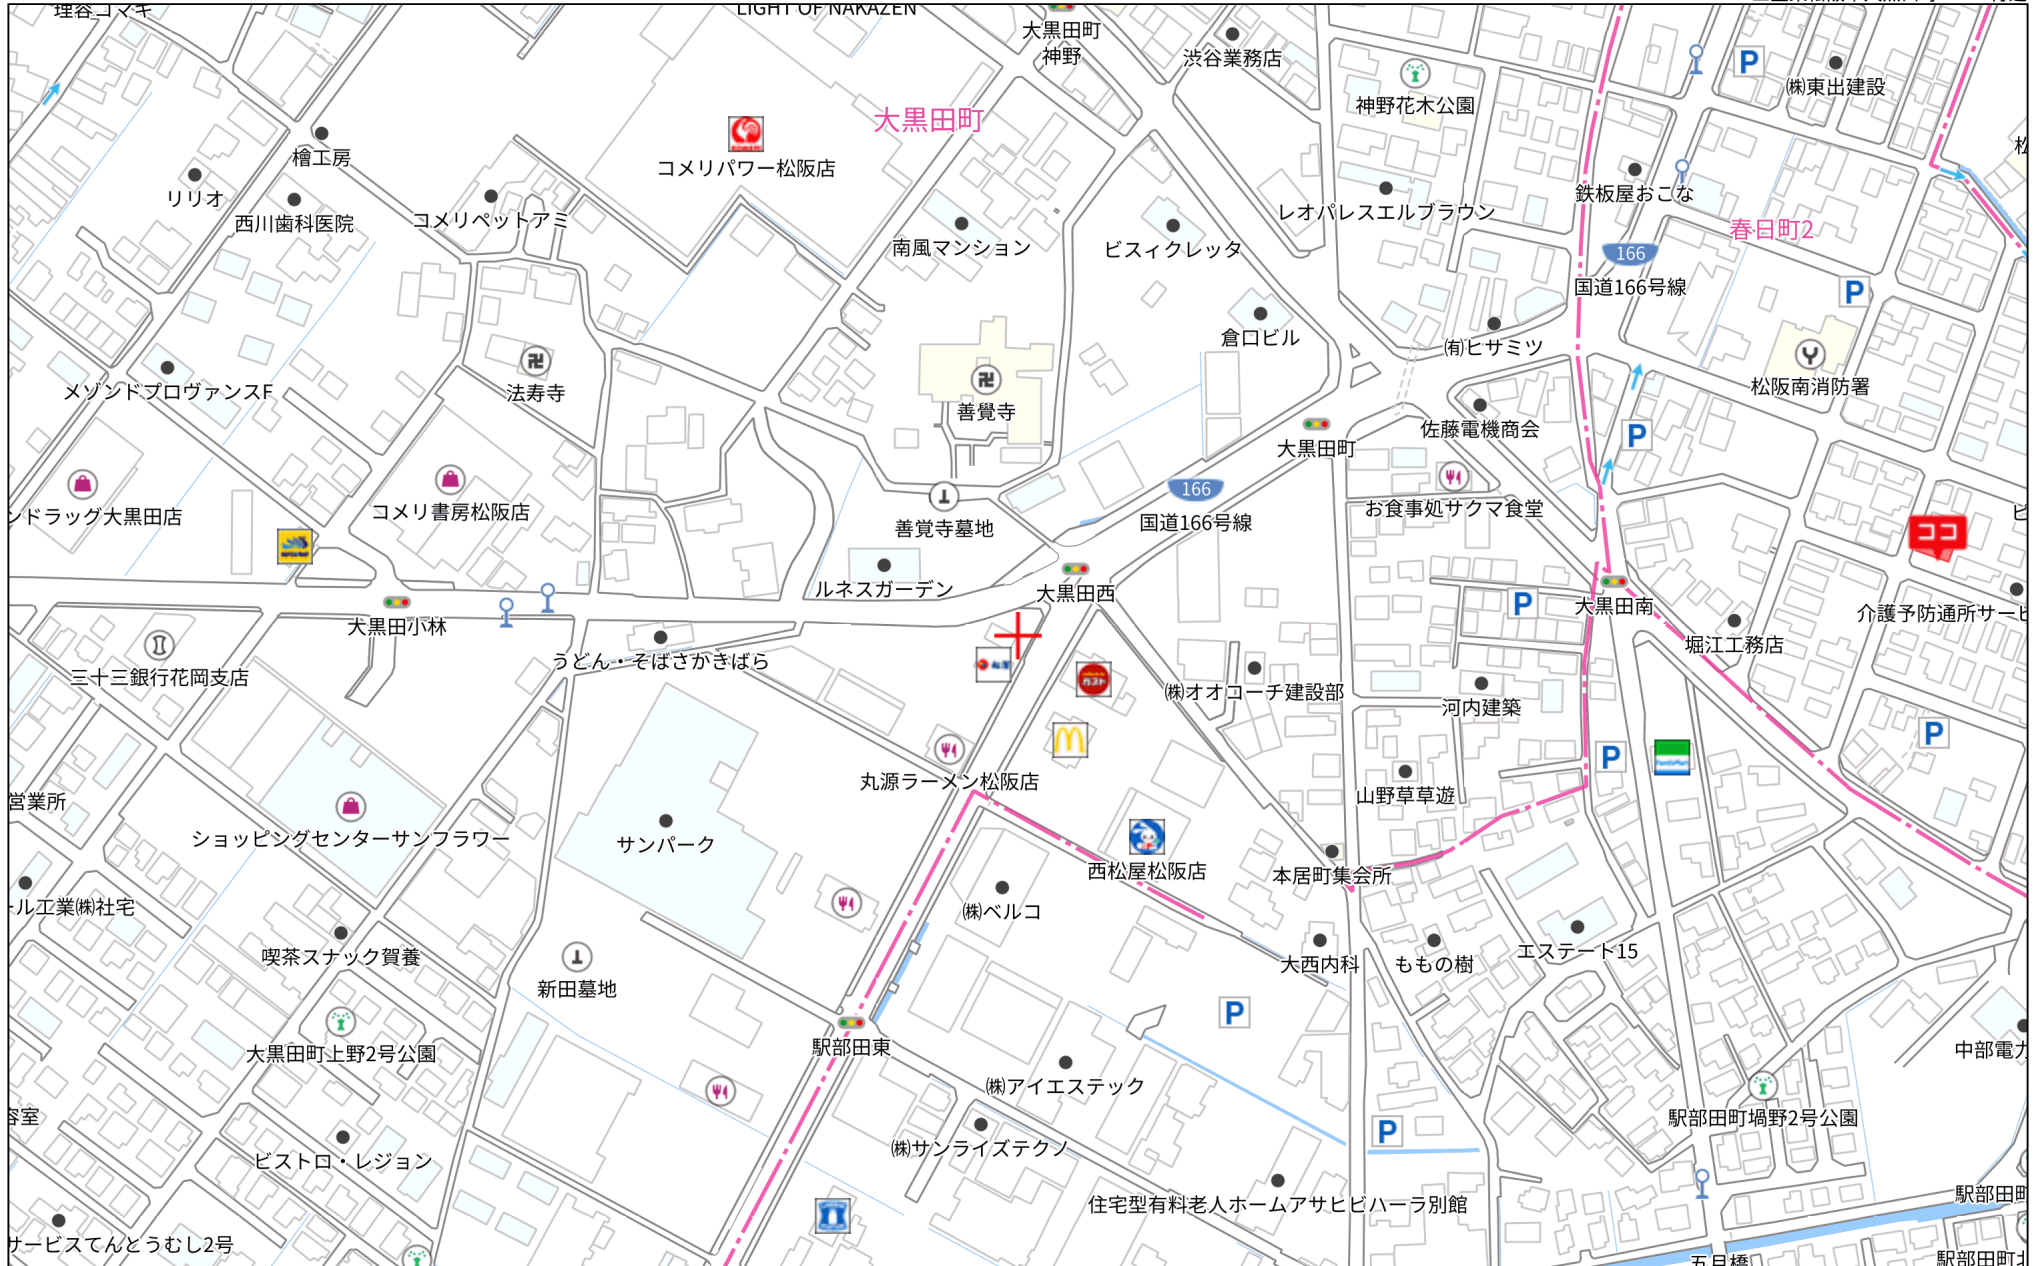 理容コマキ
LIGHT OF NAKAZEN
大黒田町
神野
渋谷業務店
㈱東出建設
神野花木公園
大黒田町
檜工房
コメリパワー松阪店
リリオ
西川歯科医院
コメリペットアミ
鉄板屋おこな
レオパレスエルブラウン
春日町2
南風マンション
ビスィクレッタ
166
国道166号線
倉口ビル
㈲ヒサミツ
メゾンドプロヴァンスF
法寿寺
善覺寺
松阪南消防署
佐藤電機商会
大黒田町
166
国道166号線
お食事処サクマ食堂
ンドラッグ大黒田店
コメリ書房松阪店
善覚寺墓地
ココ
ルネスガーデン
大黒田西
大黒田南
介護予防通所サービ
大黒田小林
堀江工務店
三十三銀行花岡支店
うどん・そばさかきばら
松屋
ガスト
㈱オオコーチ建設部
河内建築
FamilyMart
丸源ラーメン松阪店
山野草草遊
営業所
ショッピングセンターサンフラワー
サンパーク
西松屋松阪店
本居町集会所
ール工業㈱社宅
㈱ベルコ
喫茶スナック賀養
大西内科
ももの樹
エステート15
新田墓地
大黒田町上野2号公園
駅部田東
中部電力
㈱アイエステック
容室
駅部田町堝野2号公園
ビストロ・レジョン
㈱サンライズテクノ
住宅型有料老人ホームアサヒビハーラ別館
駅部田町
サービスてんとうむし2号
五月橋
駅部田町北
P
P
P
P
P
P
P
P